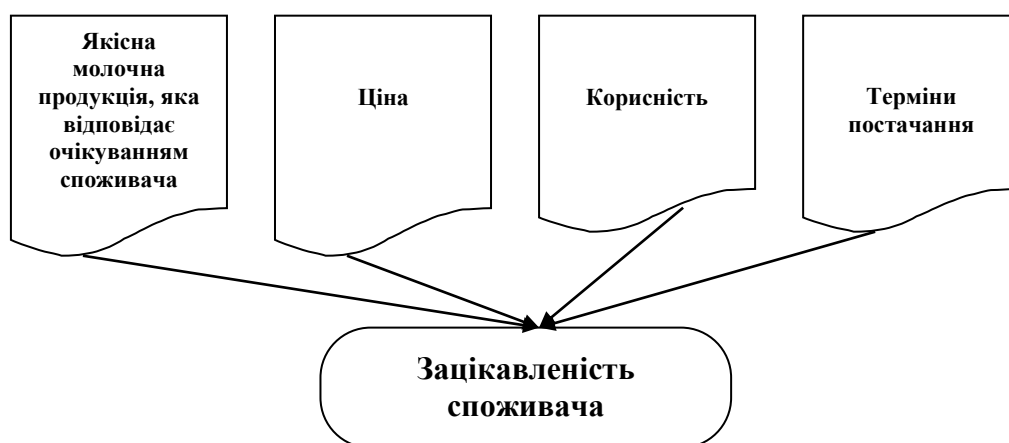 Якісна
молочна
продукція, яка
відповідає
очікуванням
споживача
Ціна
Корисність
Терміни
постачання
Зацікавленість
споживача